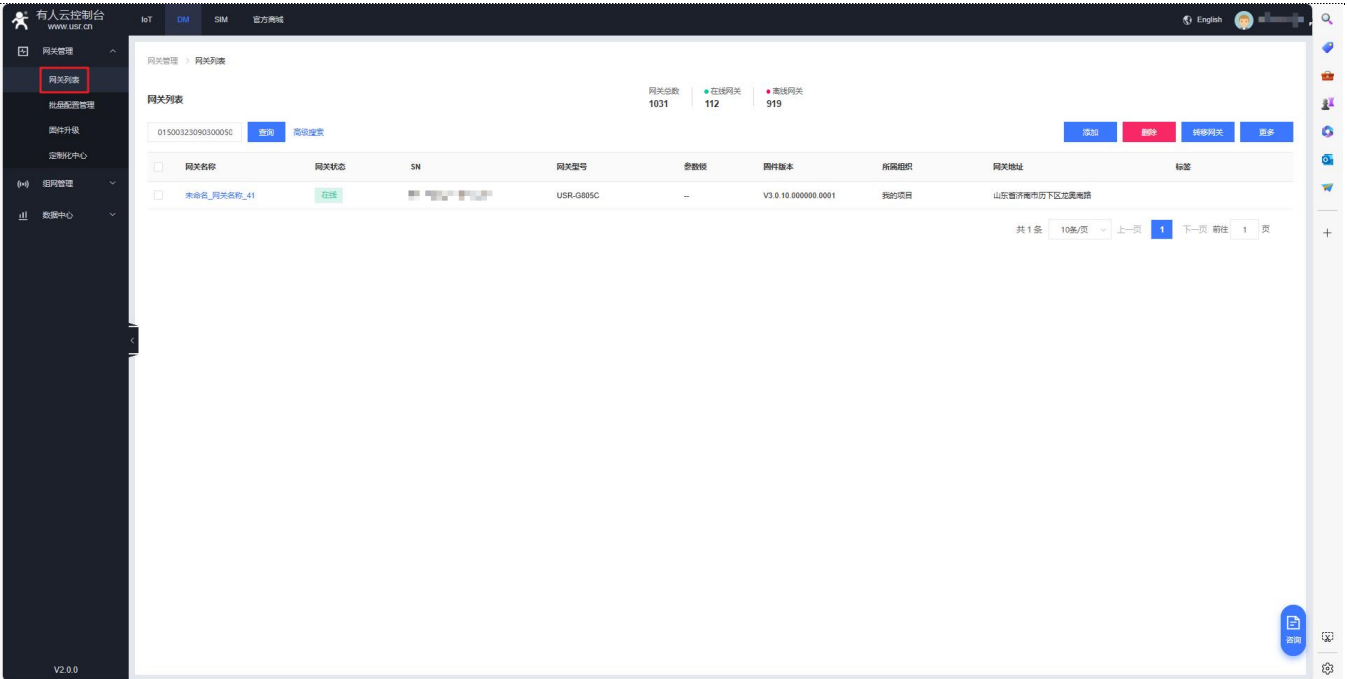 有人云控制台
www.usr.cn
IoT DM SIM 官方商城 English
网关管理
网关列表
批量配置管理
固件升级
定制化中心
组网管理
数据中心
V2.0.0
网关管理 > 网关列表
网关列表
网关总数 在线网关 离线网关
1031 112 919
01500323090300050 查询 高级搜索 添加 删除 转移网关 更多
网关名称 网关状态 SN 网关型号 参数锁 固件版本 所属组织 网关地址 标签
未命名_网关名称_41 在线 USR-G805C -- V3.0.10.000000.0001 我的项目 山东省济南市历下区龙奥南路
共 1 条 10条/页 上一页 1 下一页 前往 1 页
咨询